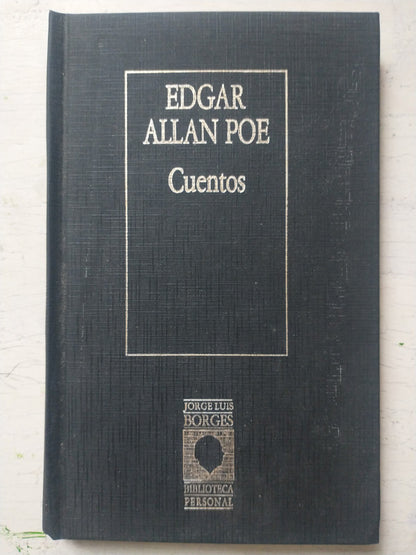 EDGAR
ALLAN POE
Cuentos
JORGE LUIS
BORGES
BIBLIOTECA
PERSONAL